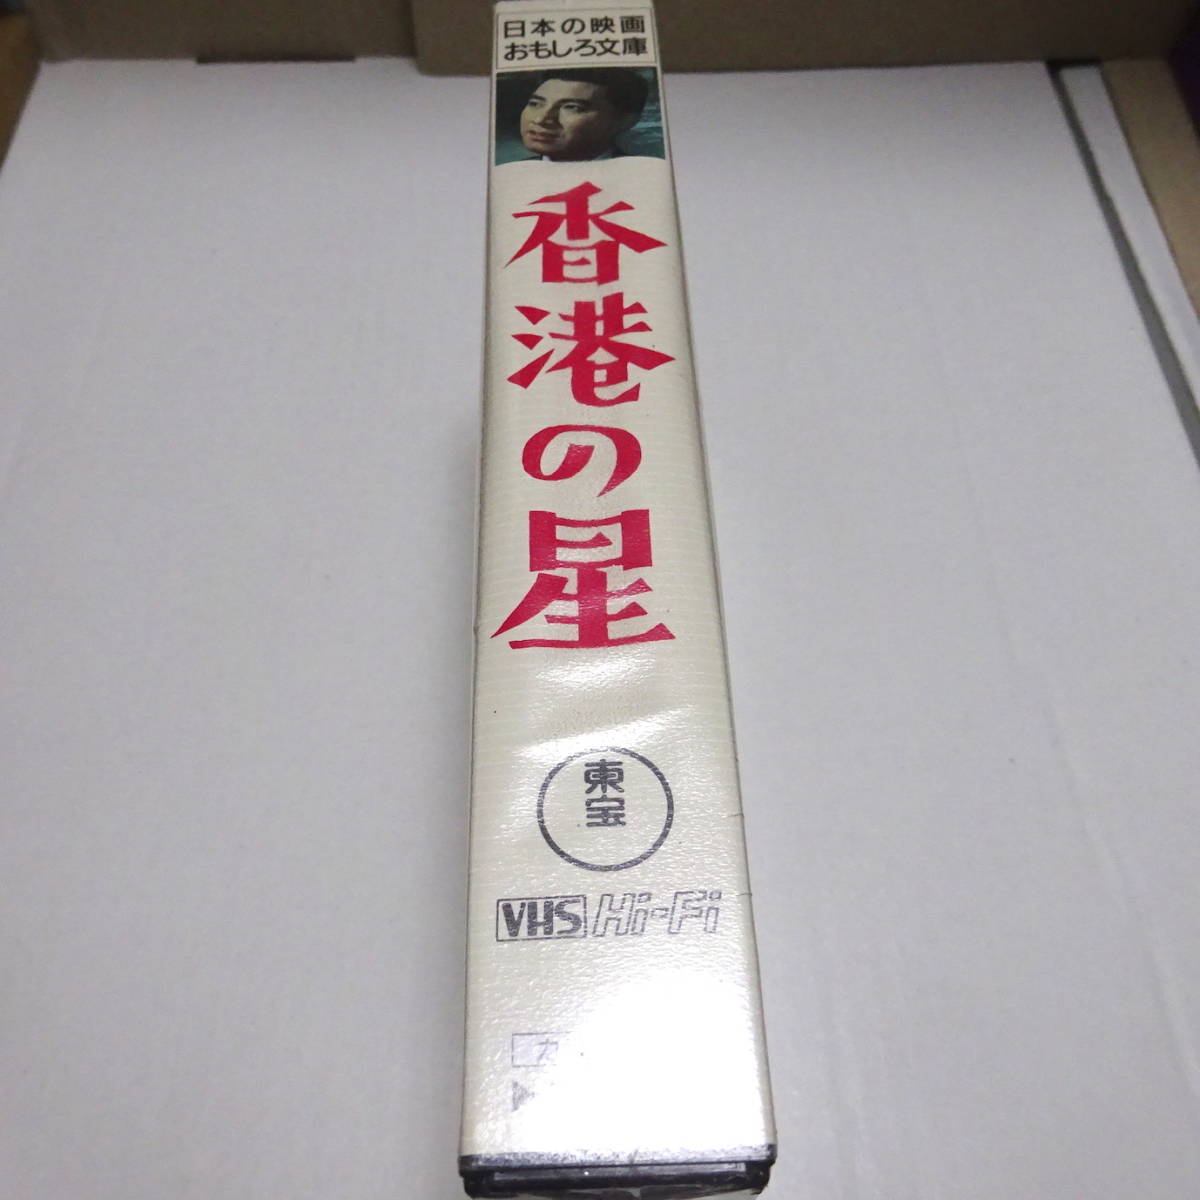 日本の映画
おもしろ文庫
香港の星
東宝
VHS Hi-Fi
カ